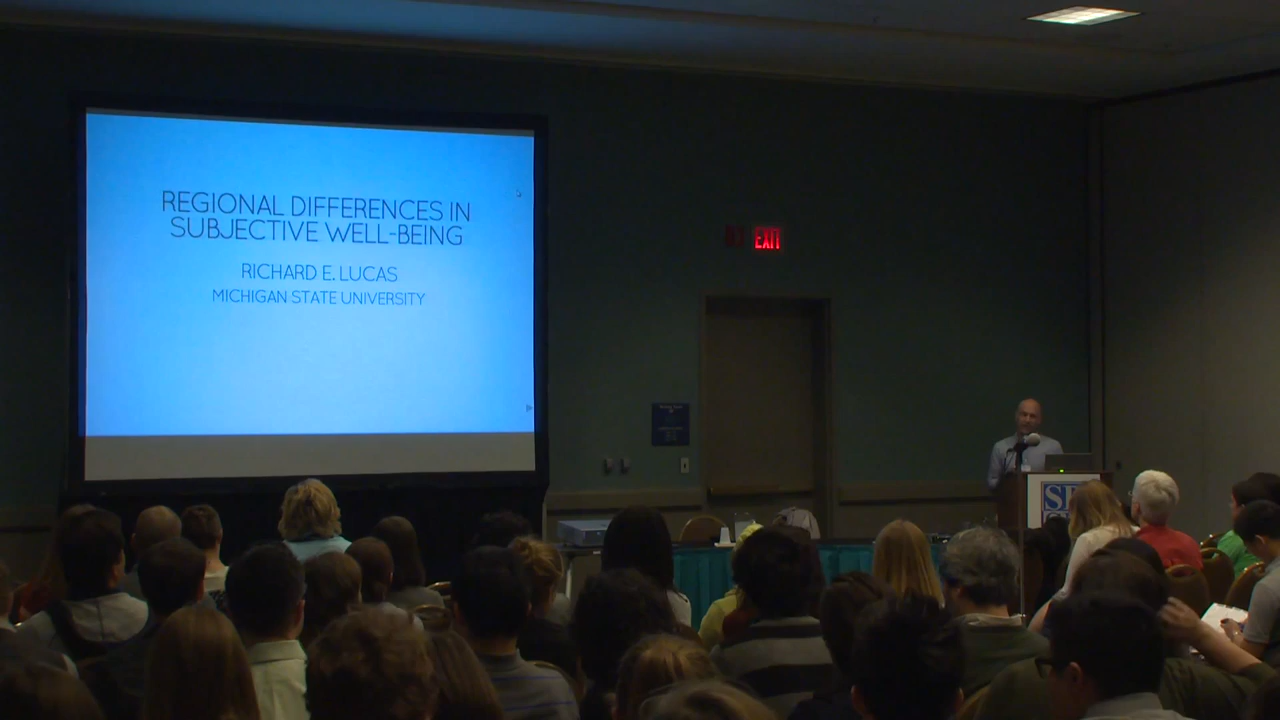 REGIONAL DIFFERENCES IN
SUBJECTIVE WELL-BEING
RICHARD E. LUCAS
MICHIGAN STATE UNIVERSITY
EXIT